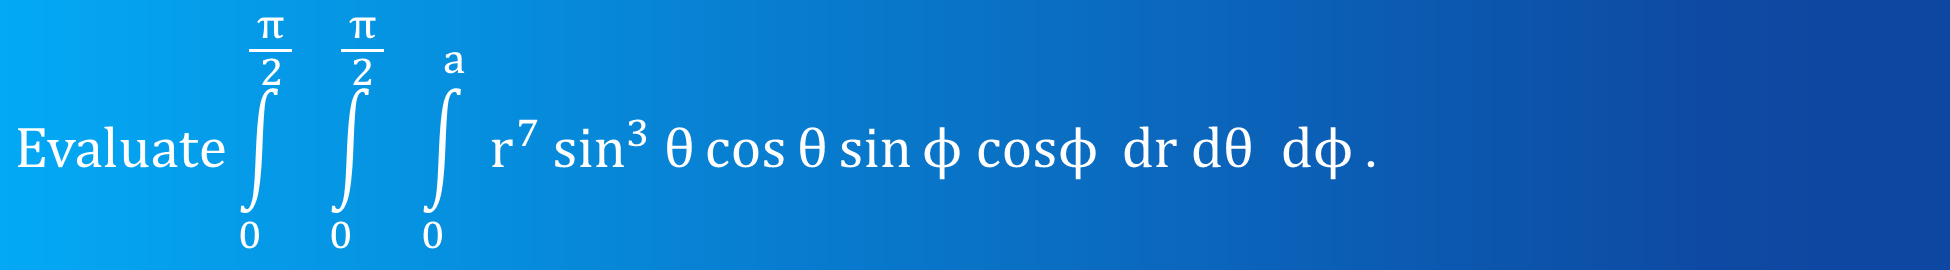 Evaluate ∫₀^(π/2) ∫₀^(π/2) ∫₀^a r⁷ sin³ θ cos θ sin ϕ cosϕ dr dθ dϕ .